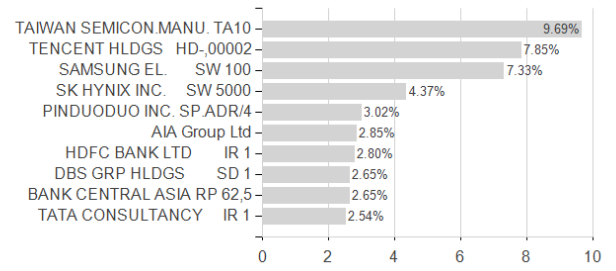 TAIWAN SEMICON.MANU. TA10 9.69%
TENCENT HLDGS HD-,00002 7.85%
SAMSUNG EL. SW 100 7.33%
SK HYNIX INC. SW 5000 4.37%
PINDUODUO INC. SP.ADR/4 3.02%
AIA Group Ltd 2.85%
HDFC BANK LTD IR 1 2.80%
DBS GRP HLDGS SD 1 2.65%
BANK CENTRAL ASIA RP 62,5 2.65%
TATA CONSULTANCY IR 1 2.54%
0 2 4 6 8 10